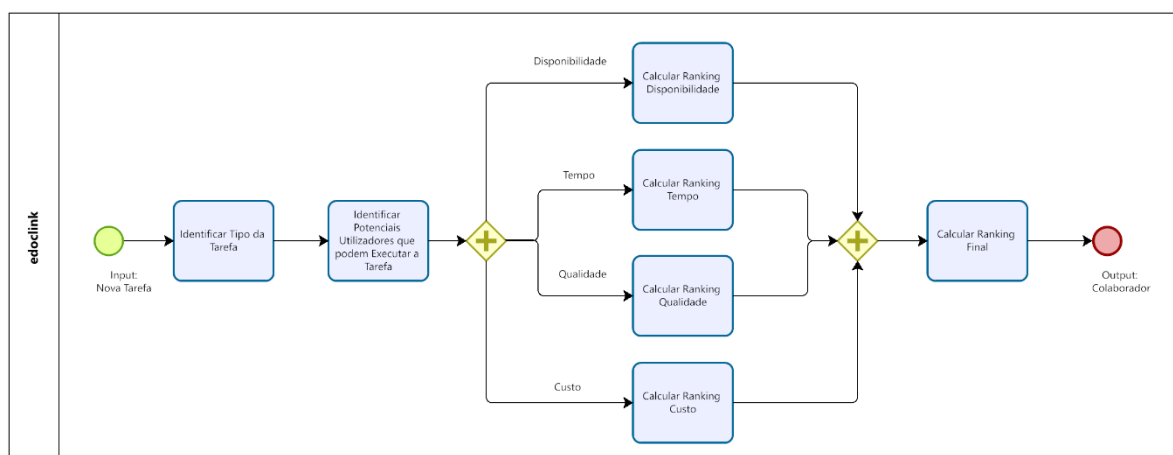 edoclink
Input:
Nova Tarefa
Identificar Tipo da
Tarefa
Identificar
Potenciais
Utilizadores que
podem Executar a
Tarefa
Disponibilidade
Calcular Ranking
Disponibilidade
Tempo
Calcular Ranking
Tempo
Qualidade
Calcular Ranking
Qualidade
Custo
Calcular Ranking
Custo
Calcular Ranking
Final
Output:
Colaborador